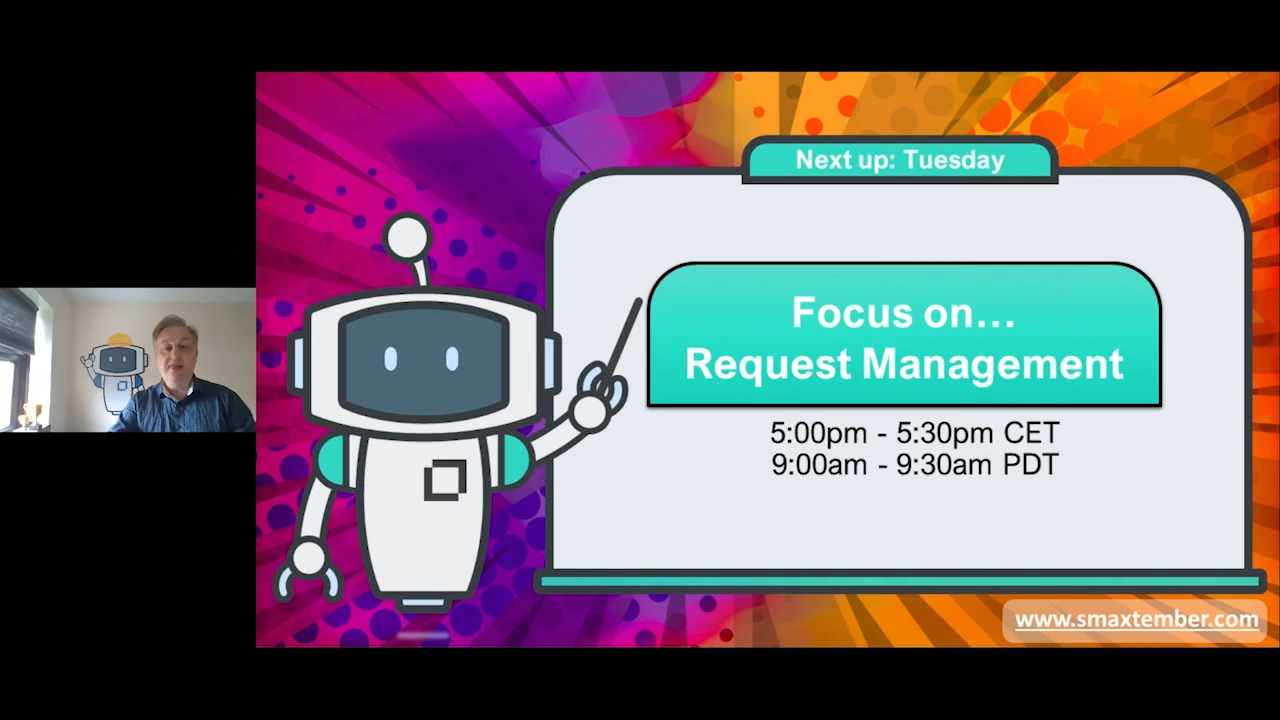 Next up: Tuesday
Focus on…
Request Management
5:00pm - 5:30pm CET
9:00am - 9:30am PDT
www.smaxtember.com